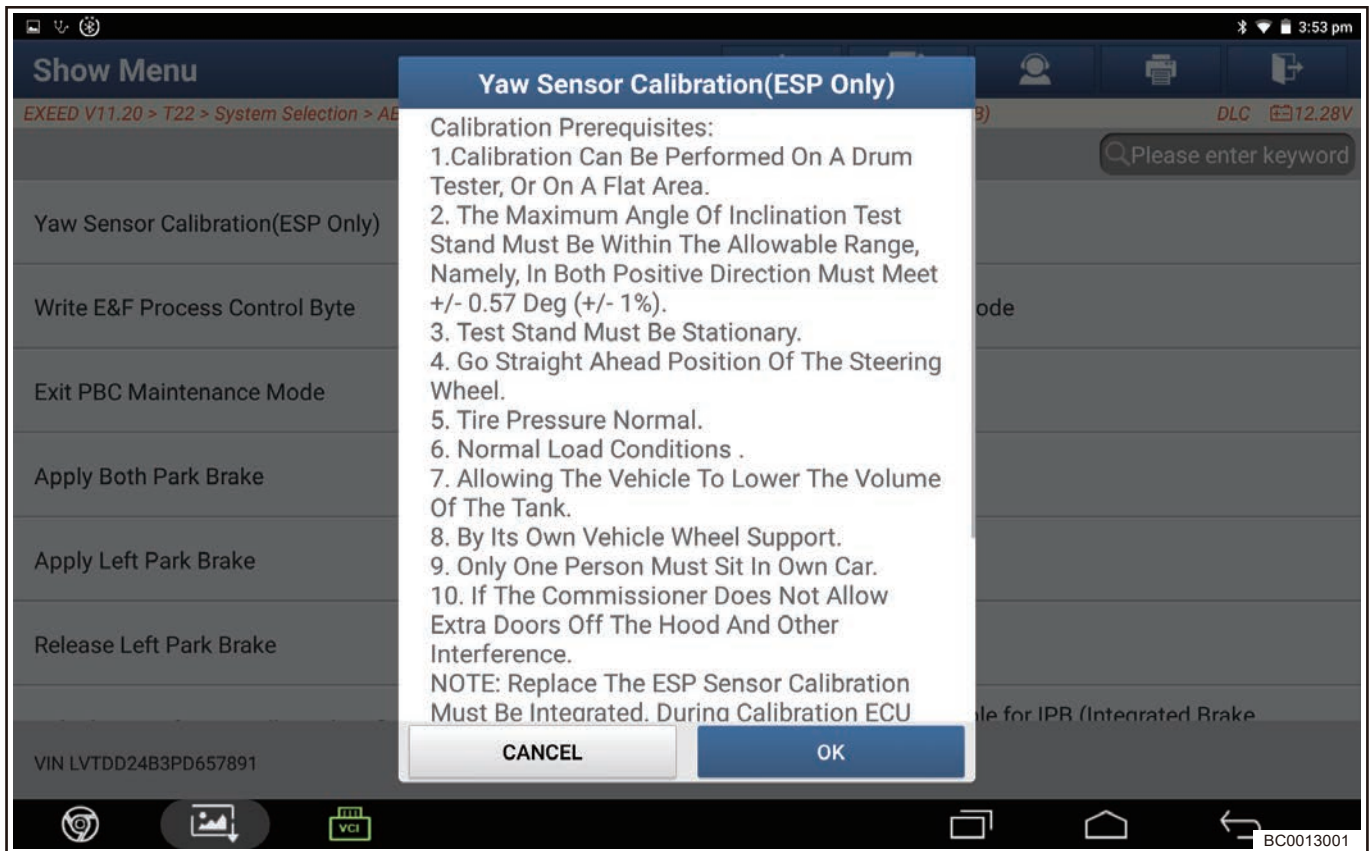 3:53 pm
Show Menu
Yaw Sensor Calibration(ESP Only)
EXEED V11.20 > T22 > System Selection >
DLC 12.28V
Please enter keyword
Calibration Prerequisites:
1.Calibration Can Be Performed On A Drum
Tester, Or On A Flat Area.
2. The Maximum Angle Of Inclination Test
Stand Must Be Within The Allowable Range,
Namely, In Both Positive Direction Must Meet
+/- 0.57 Deg (+/- 1%).
3. Test Stand Must Be Stationary.
4. Go Straight Ahead Position Of The Steering
Wheel.
5. Tire Pressure Normal.
6. Normal Load Conditions .
7. Allowing The Vehicle To Lower The Volume
Of The Tank.
8. By Its Own Vehicle Wheel Support.
9. Only One Person Must Sit In Own Car.
10. If The Commissioner Does Not Allow
Extra Doors Off The Hood And Other
Interference.
NOTE: Replace The ESP Sensor Calibration
Must Be Integrated. During Calibration ECU
CANCEL
OK
Yaw Sensor Calibration(ESP Only)
Write E&F Process Control Byte
ode
Exit PBC Maintenance Mode
Apply Both Park Brake
Apply Left Park Brake
Release Left Park Brake
le for IPB (Integrated Brake
VIN LVTDD24B3PD657891
VCI
BC0013001